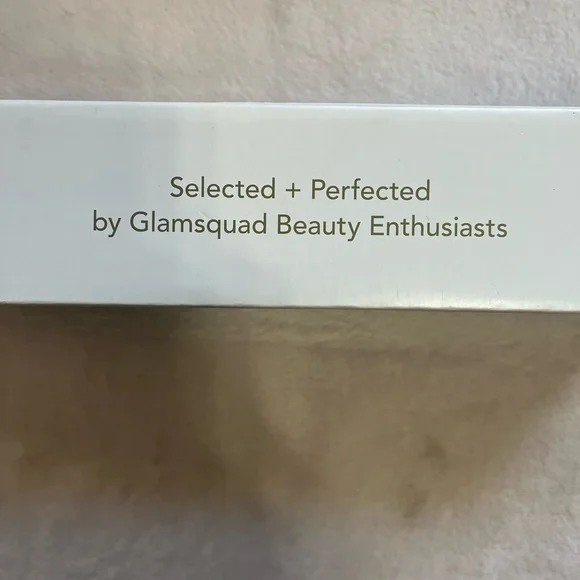 Selected + Perfected
by Glamsquad Beauty Enthusiasts